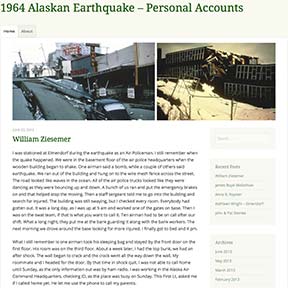 1964 Alaskan Earthquake – Personal Accounts
Home
About
William Ziesemer
I was stationed at Elmendorf during the earthquake as an Air Policeman. I still remember when
the quake happened. We were in the basement floor of the air police headquarters when the
wooden building began to shake. One airman said a bomb, while a couple of others said
earthquake. We ran out of the building and hung on to the wire mesh fence across the street.
The road looked like waves in the ocean. All of the air police trucks looked like they were
dancing as they were bouncing up and down. A bunch of us ran and put the emergency brakes
on and that helped stop the moving. Then a staff sergeant told me to go into the building and
search for injured. The building was still swaying, but I checked every room. Everybody had
gotten out. It was a long day, as I was up at 5 am and worked one of the gates on base. Then I
was on the swat team, if that is what you want to call it. Ten airman had to be on call after our
shift. What a long night, they put me at the bank guarding it along with the bank workers. The
next morning we drove around the base looking for more injured. I finally got to bed and 4 pm.
What I still remember is one airman took his sleeping bag and stayed by the front door on the
first floor. His room was on the third floor. About a week later, I had the top bunk, we had an
after shock. The wall began to crack and the crack went all the way down the wall. My
roommate and I headed for the door. By that time in shock quit. I was not able to call home
until Sunday, as the only information out was by ham radio. I was working in the Alaska Air
Command Headquarters, checking ID, as the place was busy on Sunday. This First Lt. asked me
if I called home yet. He let me use the phone to call my parents.
Recent Posts
William Ziesemer
James Boyd McMahan
Jerry A. Rayner
Kathleen Wright – Elmendorf
John & Pat Storries
Archives
June 2013
May 2013
March 2013
February 2013